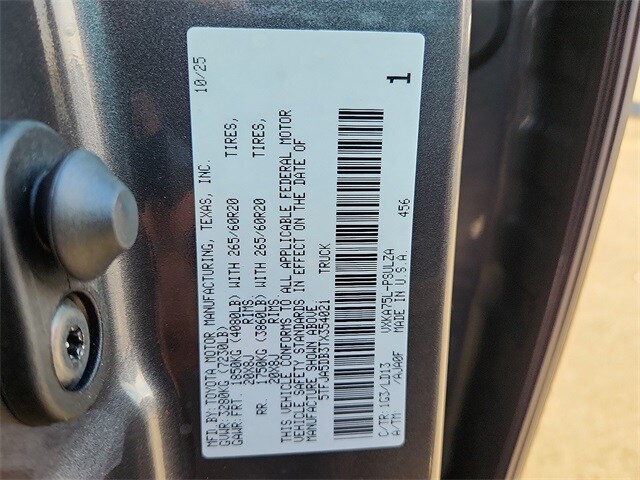 MFD.BY:TOYOTA MOTOR MANUFACTURING, TEXAS, INC. 10/25
GVWR:3280KG (7230LB)
GAWR:FRT. 1850KG (4080LB) WITH 265/60R20 TIRES,
20X8J RIMS.
RR. 1750KG (3860LB) WITH 265/60R20 TIRES,
20X8J RIMS.
THIS VEHICLE CONFORMS TO ALL APPLICABLE FEDERAL MOTOR
VEHICLE SAFETY STANDARDS IN EFFECT ON THE DATE OF
MANUFACTURE SHOWN ABOVE.
5TFJA5DB3TX354021 TRUCK
1
C/TR:1G3/LD13 VXKA75L-PSULZA 456
A/TM /AJA0F MADE IN U.S.A.